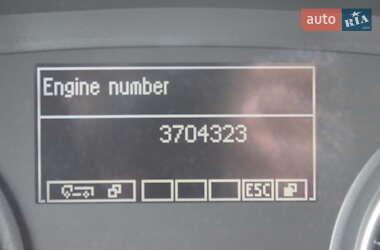 auto RIA
Engine number
3704323
ESC